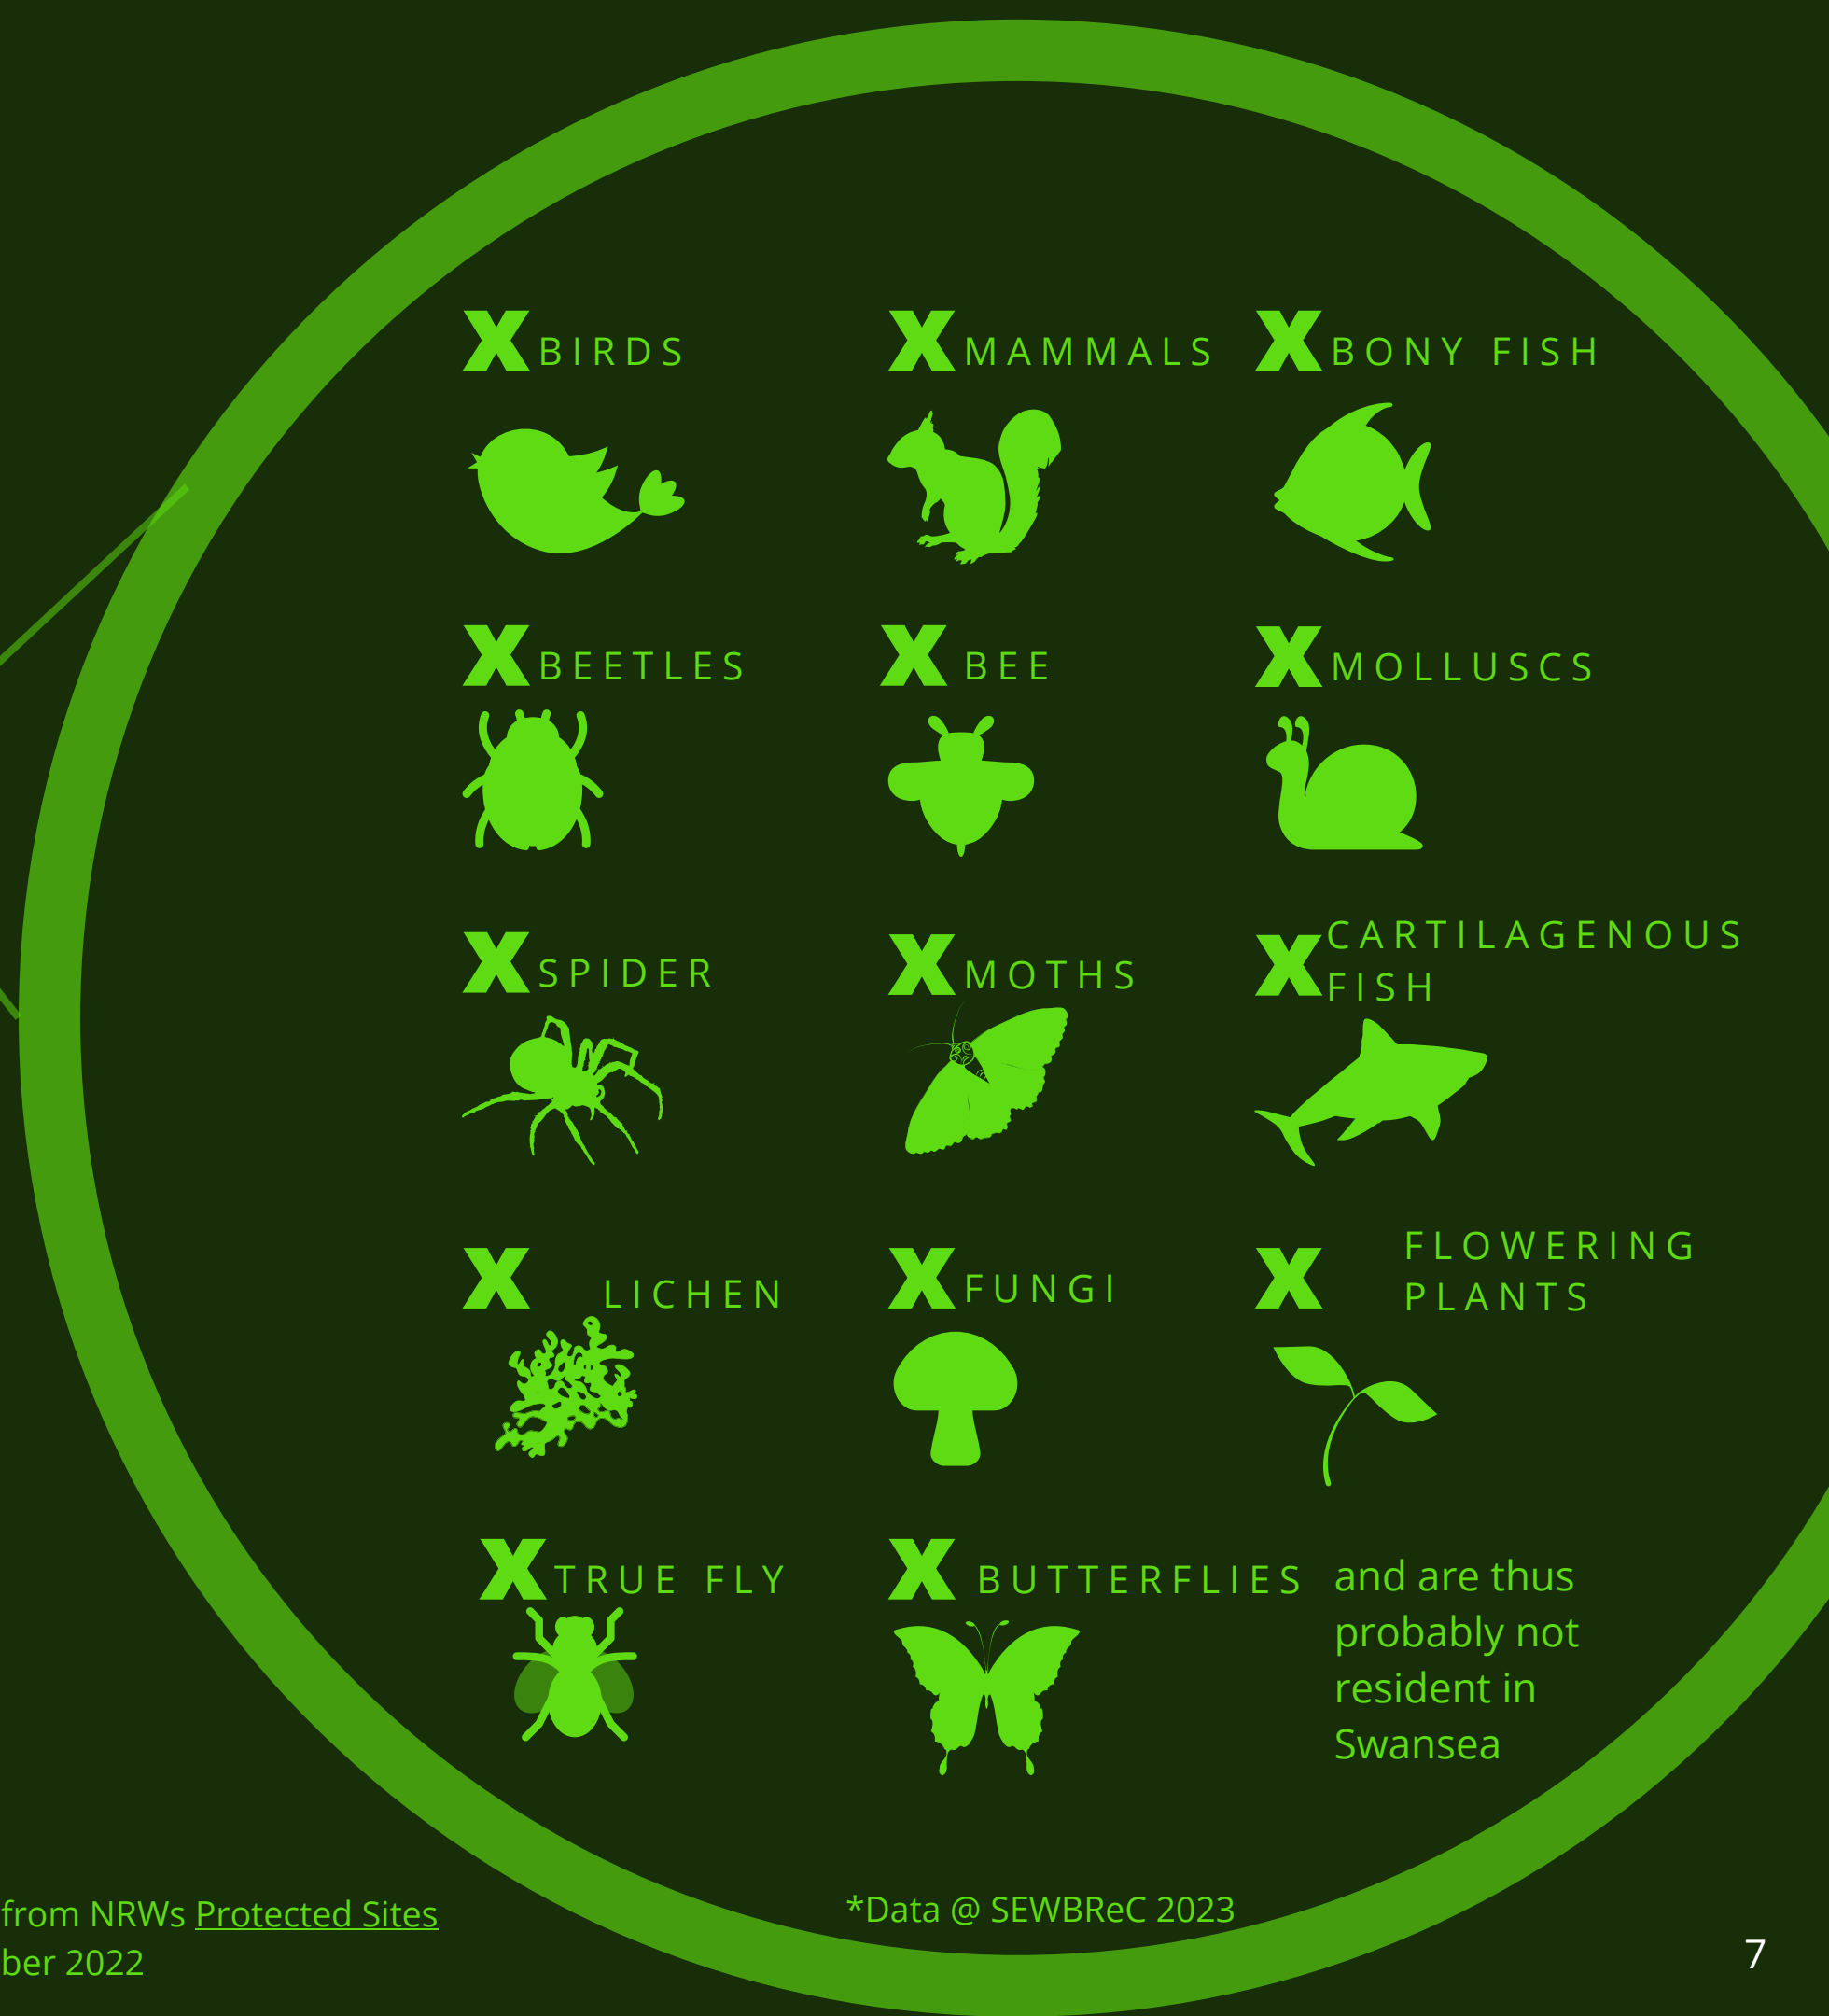 X BIRDS
X MAMMALS
X BONY FISH
X BEETLES
X BEE
X MOLLUSCS
X SPIDER
X MOTHS
X CARTILAGENOUS
FISH
X LICHEN
X FUNGI
X FLOWERING
PLANTS
X TRUE FLY
X BUTTERFLIES
and are thus
probably not
resident in
Swansea
*Data @ SEWBReC 2023
from NRWs Protected Sites
ber 2022
7